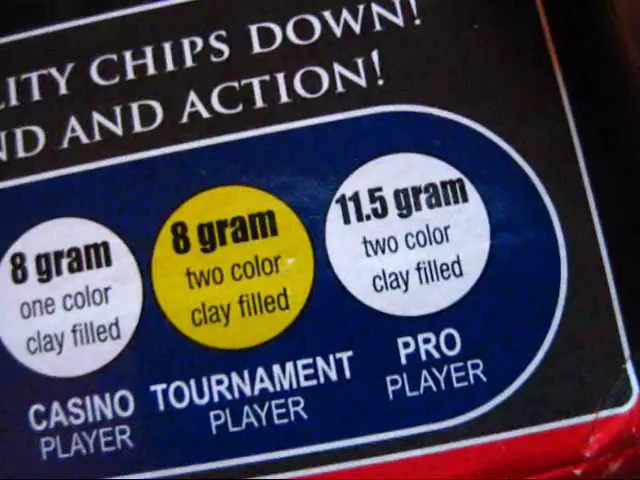 LITY CHIPS DOWN!
ND AND ACTION!
8 gram
one color
clay filled
CASINO
PLAYER
8 gram
two color
clay filled
TOURNAMENT
PLAYER
11.5 gram
two color
clay filled
PRO
PLAYER